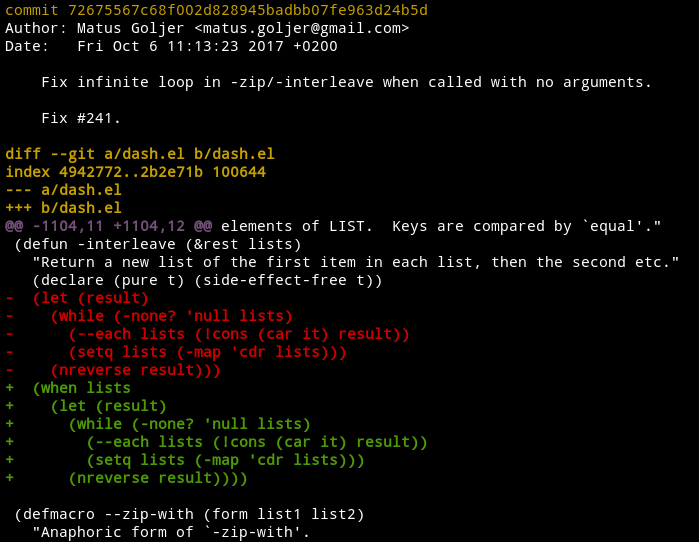 commit 72675567c68f002d828945badbb07fe963d24b5d
Author: Matus Goljer <matus.goljer@gmail.com>
Date:   Fri Oct 6 11:13:23 2017 +0200

    Fix infinite loop in -zip/-interleave when called with no arguments.

    Fix #241.

diff --git a/dash.el b/dash.el
index 4942772..2b2e71b 100644
--- a/dash.el
+++ b/dash.el
@@ -1104,11 +1104,12 @@ elements of LIST.  Keys are compared by `equal'."
 (defun -interleave (&rest lists)
   "Return a new list of the first item in each list, then the second etc."
   (declare (pure t) (side-effect-free t))
-  (let (result)
-    (while (-none? 'null lists)
-      (--each lists (!cons (car it) result))
-      (setq lists (-map 'cdr lists)))
-    (nreverse result)))
+  (when lists
+    (let (result)
+      (while (-none? 'null lists)
+        (--each lists (!cons (car it) result))
+        (setq lists (-map 'cdr lists)))
+      (nreverse result))))

 (defmacro --zip-with (form list1 list2)
   "Anaphoric form of `-zip-with'.